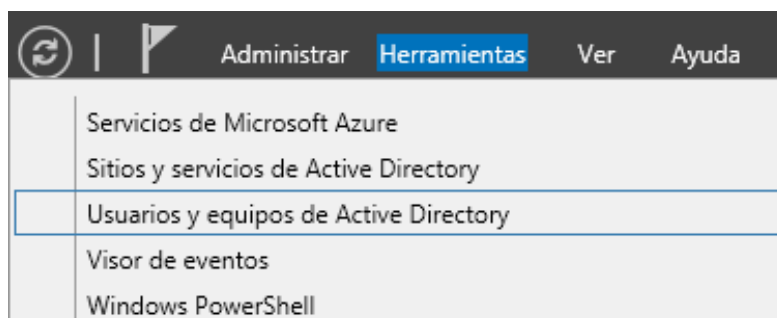 Administrar Herramientas Ver Ayuda
Servicios de Microsoft Azure
Sitios y servicios de Active Directory
Usuarios y equipos de Active Directory
Visor de eventos
Windows PowerShell